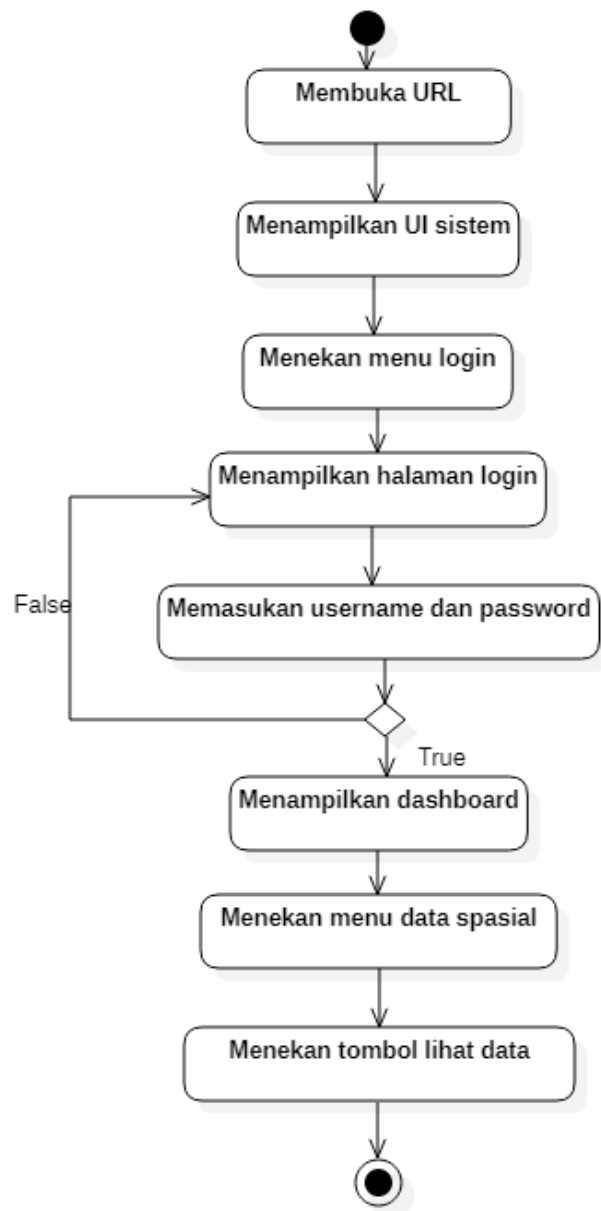 Membuka URL
Menampilkan UI sistem
Menekan menu login
Menampilkan halaman login
False
Memasukan username dan password
True
Menampilkan dashboard
Menekan menu data spasial
Menekan tombol lihat data